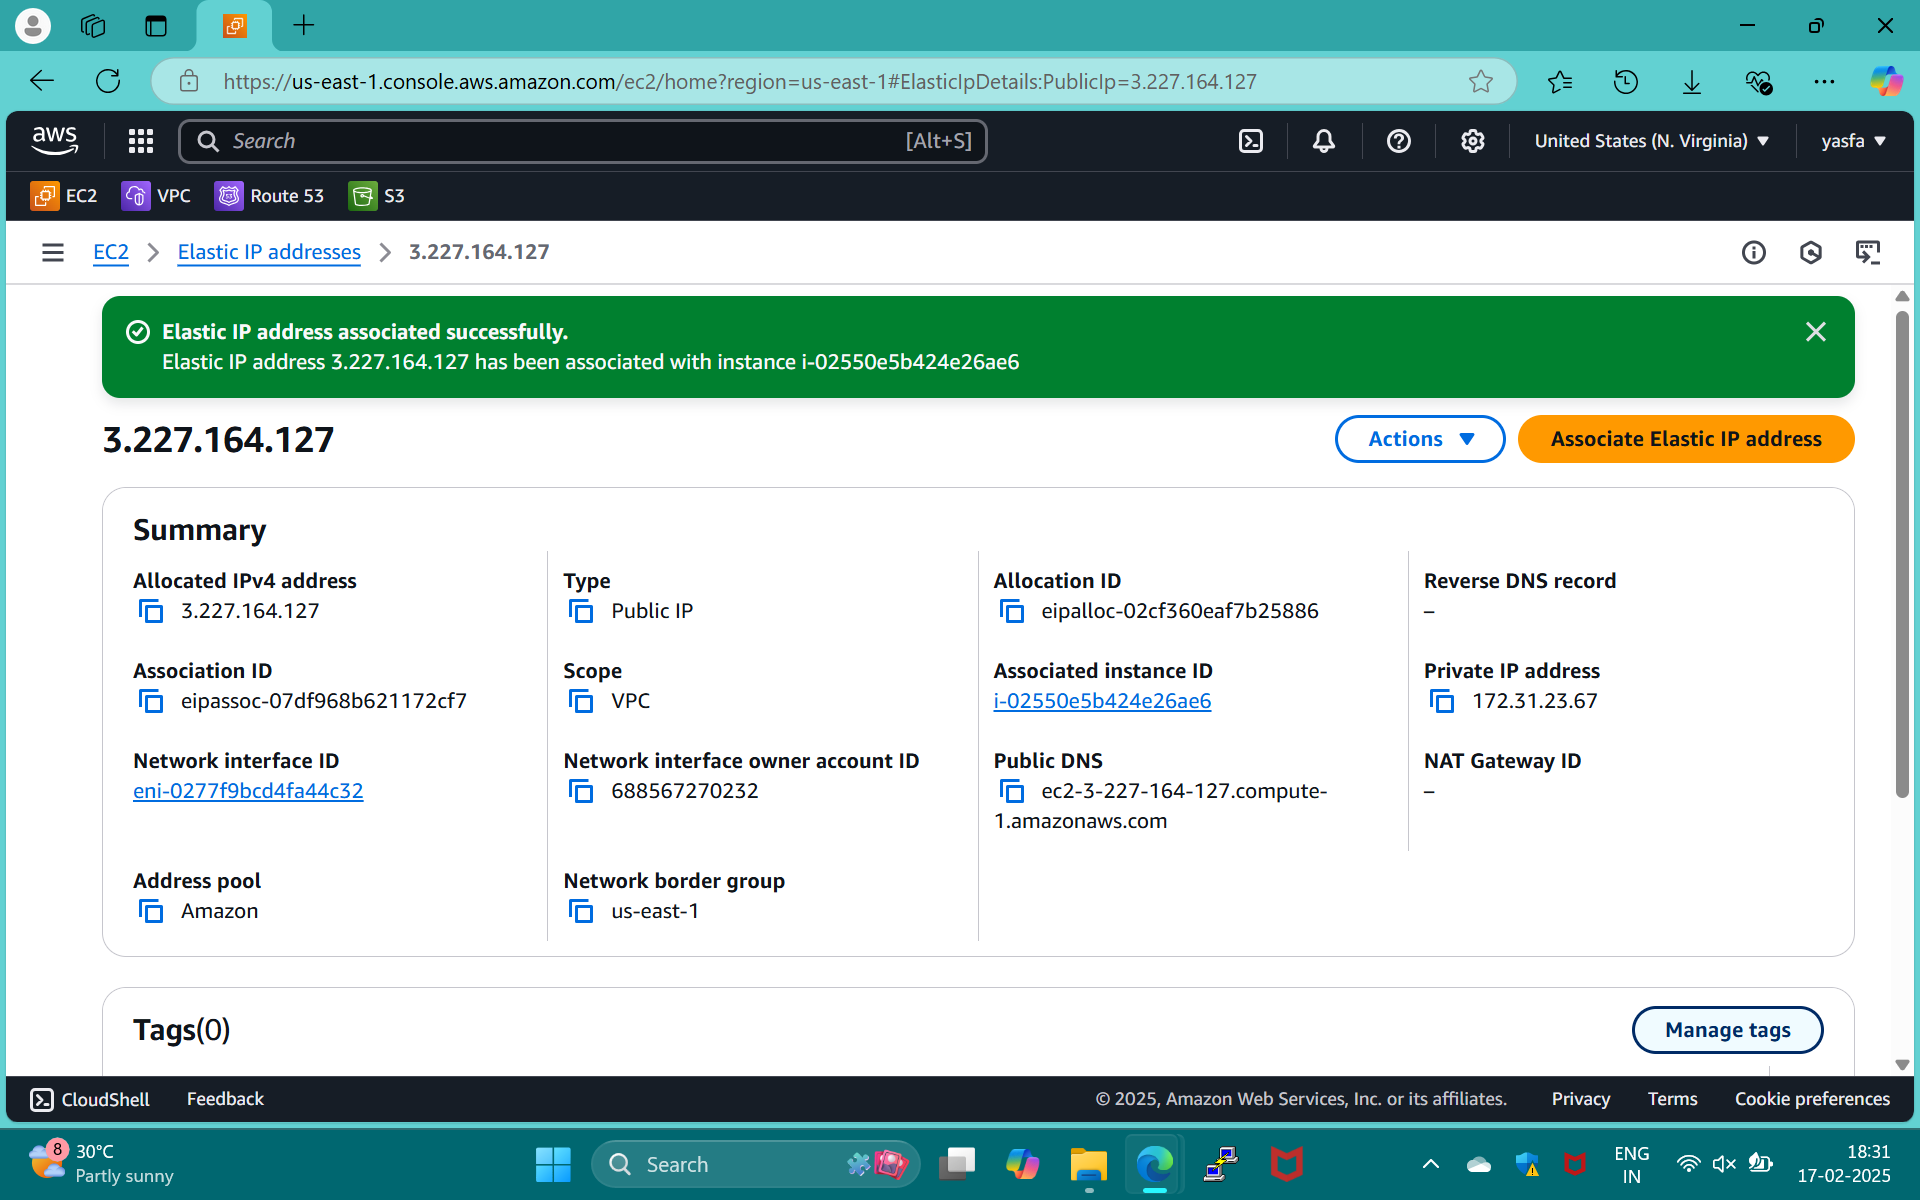 https://us-east-1.console.aws.amazon.com/ec2/home?region=us-east-1#ElasticIpDetails:PublicIp=3.227.164.127
aws
Search
[Alt+S]
United States (N. Virginia)
yasfa
EC2
VPC
Route 53
S3
EC2
Elastic IP addresses
3.227.164.127
Elastic IP address associated successfully.
Elastic IP address 3.227.164.127 has been associated with instance i-02550e5b424e26ae6
3.227.164.127
Actions
Associate Elastic IP address
Summary
Allocated IPv4 address
3.227.164.127
Type
Public IP
Allocation ID
eipalloc-02cf360eaf7b25886
Reverse DNS record
–
Association ID
eipassoc-07df968b621172cf7
Scope
VPC
Associated instance ID
i-02550e5b424e26ae6
Private IP address
172.31.23.67
Network interface ID
eni-0277f9bcd4fa44c32
Network interface owner account ID
688567270232
Public DNS
ec2-3-227-164-127.compute-
1.amazonaws.com
NAT Gateway ID
–
Address pool
Amazon
Network border group
us-east-1
Tags(0)
Manage tags
CloudShell
Feedback
© 2025, Amazon Web Services, Inc. or its affiliates.
Privacy
Terms
Cookie preferences
8
30°C
Partly sunny
Search
ENG
IN
18:31
17-02-2025